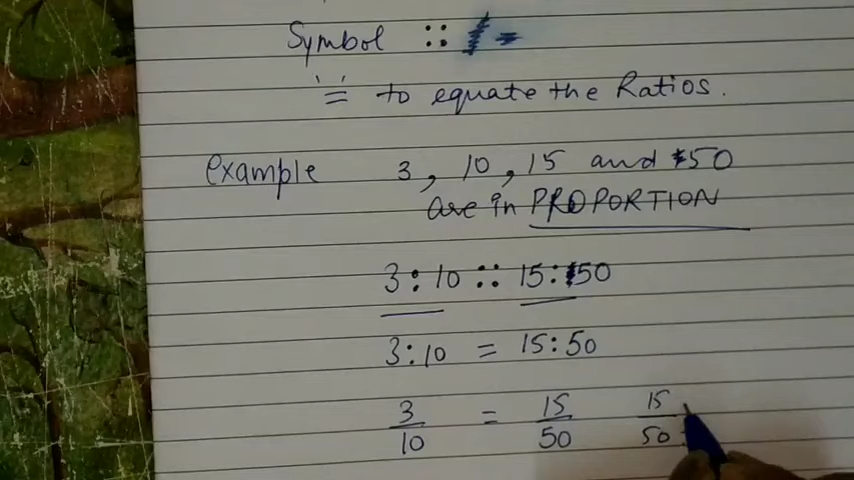 Symbol :: =
'=' to equate the Ratios.
Example 3, 10, 15 and 50
are in PROPORTION
3:10 :: 15:50
3:10 = 15:50
3/10 = 15/50 15/50